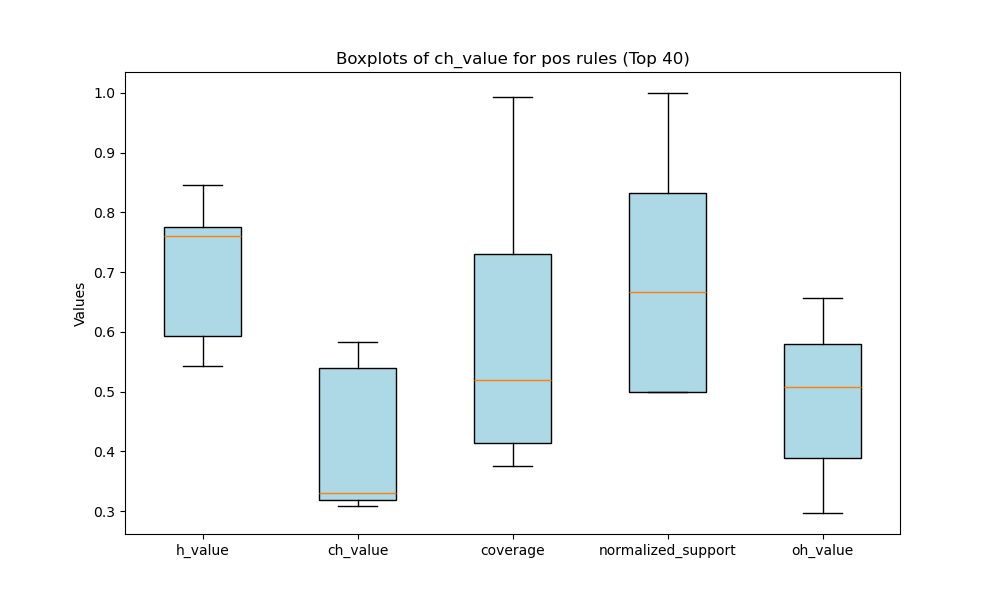 Boxplots of ch_value for pos rules (Top 40)
Values
1.0
0.9
0.8
0.7
0.6
0.5
0.4
0.3
h_value
ch_value
coverage
normalized_support
oh_value